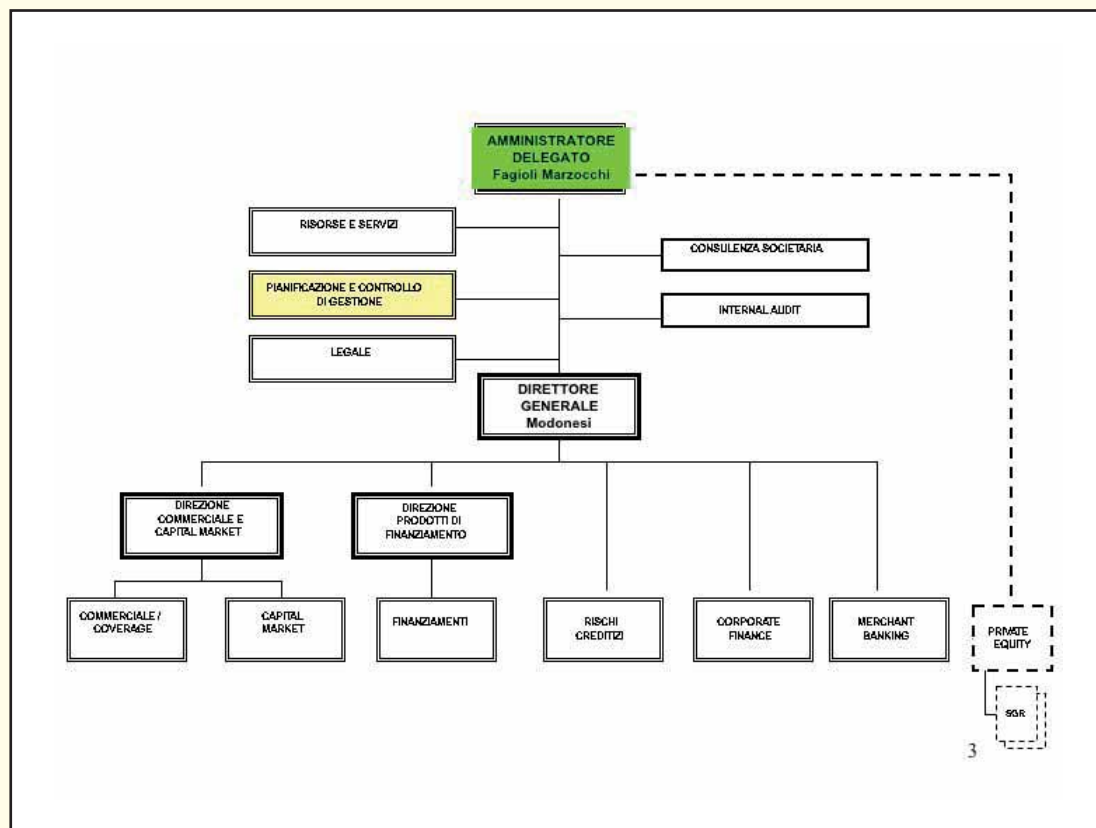 AMMINISTRATORE
DELEGATO
Fagioli Marzocchi
RISORSE E SERVIZI
CONSULENZA SOCIETARIA
PIANIFICAZIONE E CONTROLLO
DI GESTIONE
INTERNAL AUDIT
LEGALE
DIRETTORE
GENERALE
Modonesi
DIREZIONE
COMMERCIALE E
CAPITAL MARKET
DIREZIONE
PRODOTTI DI
FINANZIAMENTO
COMMERCIALE /
COVERAGE
CAPITAL
MARKET
FINANZIAMENTI
RISCHI
CREDITIZI
CORPORATE
FINANCE
MERCHANT
BANKING
PRIVATE
EQUITY
SGR
3